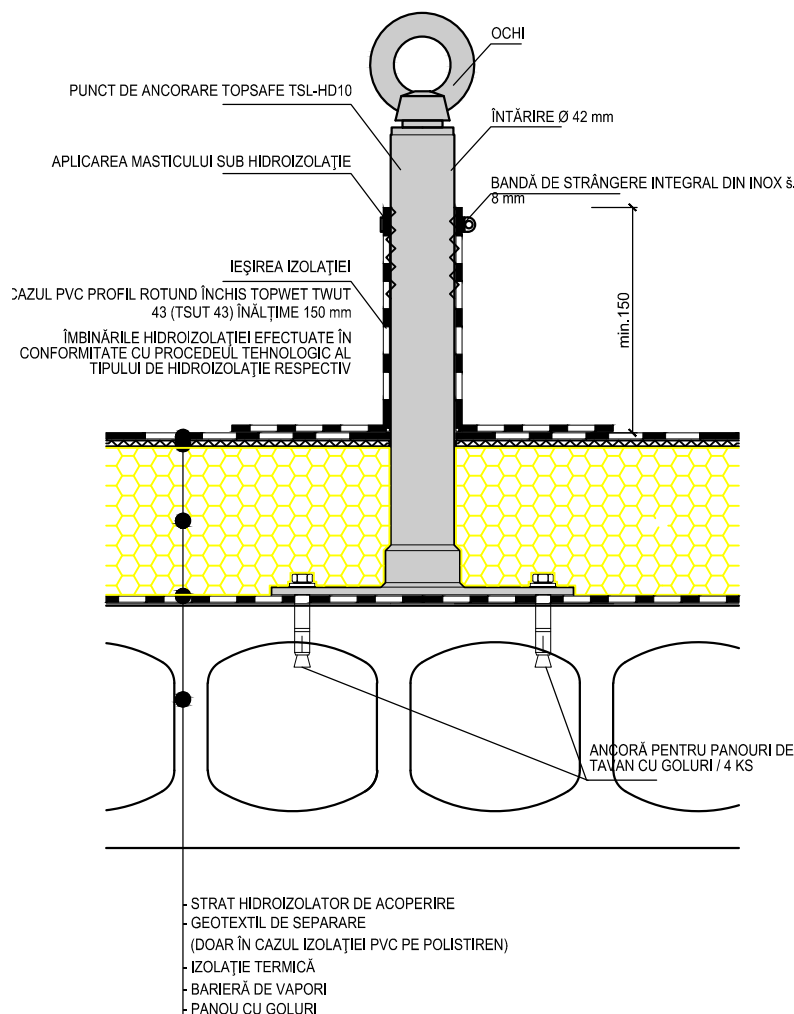 OCHI
PUNCT DE ANCORARE TOPSAFE TSL-HD10
ÎNTĂRIRE Ø 42 mm
APLICAREA MASTICULUI SUB HIDROIZOLAŢIE
BANDĂ DE STRÂNGERE INTEGRAL DIN INOX š.
8 mm
IEŞIREA IZOLAŢIEI
CAZUL PVC PROFIL ROTUND ÎNCHIS TOPWET TWUT
43 (TSUT 43) ÎNĂLŢIME 150 mm
ÎMBINĂRILE HIDROIZOLAŢIEI EFECTUATE ÎN
CONFORMITATE CU PROCEDEUL TEHNOLOGIC AL
TIPULUI DE HIDROIZOLAŢIE RESPECTIV
min.150
ANCORĂ PENTRU PANOURI DE
TAVAN CU GOLURI / 4 KS
- STRAT HIDROIZOLATOR DE ACOPERIRE
- GEOTEXTIL DE SEPARARE
(DOAR ÎN CAZUL IZOLAŢIEI PVC PE POLISTIREN)
- IZOLAŢIE TERMICĂ
- BARIERĂ DE VAPORI
- PANOU CU GOLURI